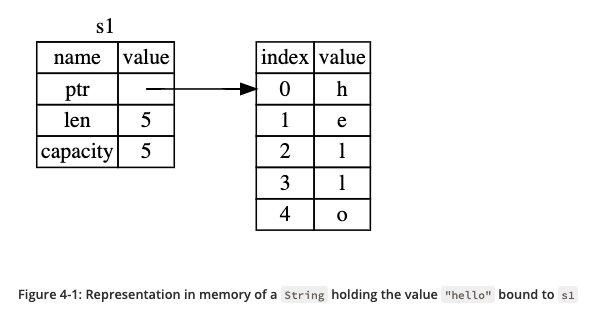 s1
name value index value
ptr 0 h
len 5 1 e
capacity 5 2 l
3 l
4 o
Figure 4-1: Representation in memory of a String holding the value "hello" bound to s1